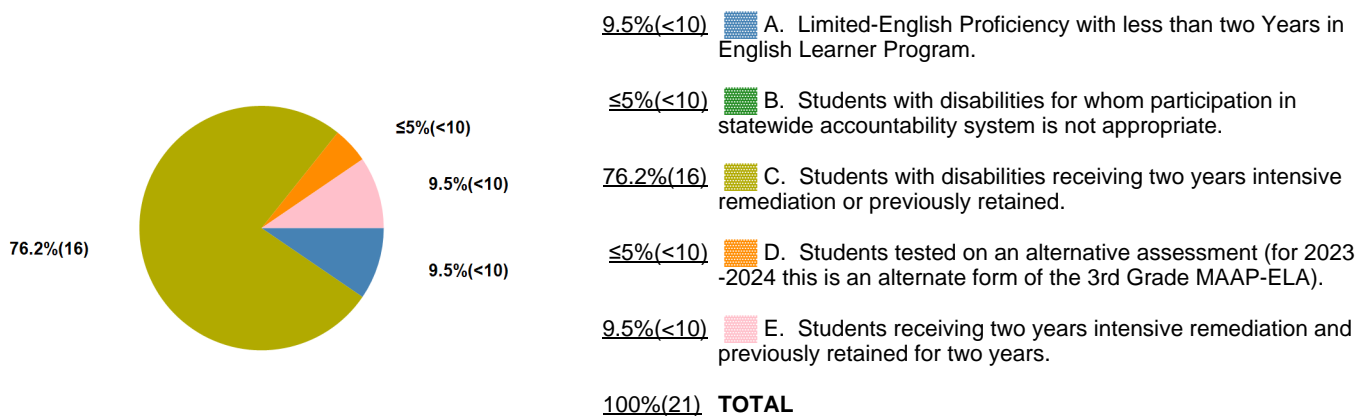 ≤5%(<10)
9.5%(<10)
76.2%(16)
9.5%(<10)
9.5%(<10) A. Limited-English Proficiency with less than two Years in
English Learner Program.
≤5%(<10) B. Students with disabilities for whom participation in
statewide accountability system is not appropriate.
76.2%(16) C. Students with disabilities receiving two years intensive
remediation or previously retained.
≤5%(<10) D. Students tested on an alternative assessment (for 2023
-2024 this is an alternate form of the 3rd Grade MAAP-ELA).
9.5%(<10) E. Students receiving two years intensive remediation and
previously retained for two years.
100%(21) TOTAL